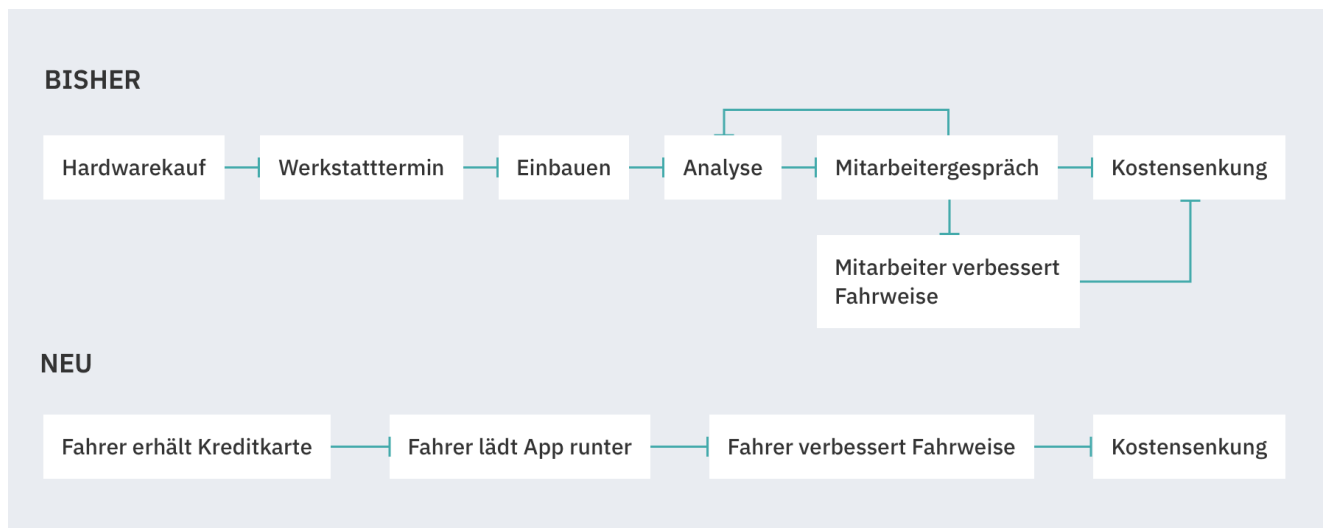 BISHER
Hardwarekauf
Werkstatttermin
Einbauen
Analyse
Mitarbeitergespräch
Kostensenkung
Mitarbeiter verbessert
Fahrweise
NEU
Fahrer erhält Kreditkarte
Fahrer lädt App runter
Fahrer verbessert Fahrweise
Kostensenkung